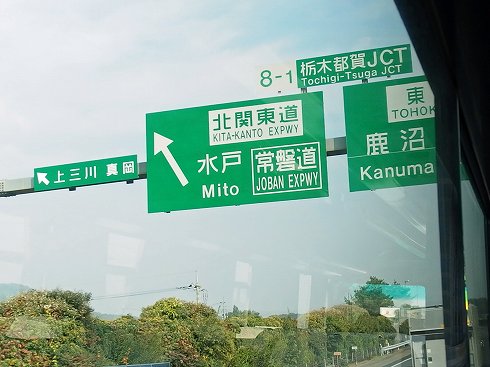 8-1
栃木都賀JCT
Tochigi-Tsuga JCT
上三川 真岡
北関東道
KITA-KANTO EXPWY
水戸 常磐道
Mito JOBAN EXPWY
東
TOHOK
鹿沼
Kanuma